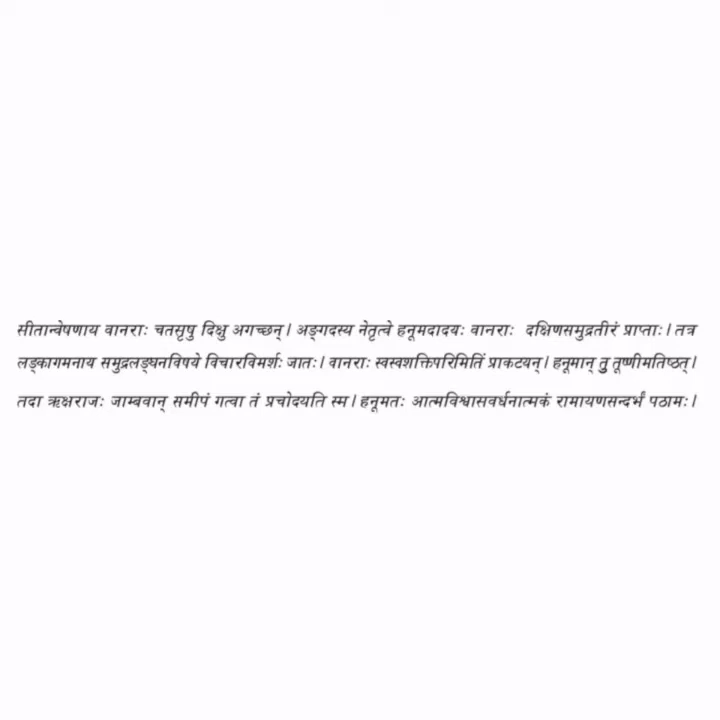 सीतान्वेषणाय वानराः चतसृषु दिक्षु अगच्छन्। अङ्गदस्य नेतृत्वे हनूमदादयः वानराः दक्षिणसमुद्रतीरं प्राप्ताः। तत्र
लङ्कागमनाय समुद्रलङ्घनविषये विचारविमर्शः जातः। वानराः स्वस्वशक्तिपरिमितिं प्राकटयन्। हनूमान् तु तूष्णीमतिष्ठत्।
तदा ऋक्षराजः जाम्बवान् समीपं गत्वा तं प्रचोदयति स्म। हनूमतः आत्मविश्वासवर्धनात्मकं रामायणसन्दर्भं पठामः।